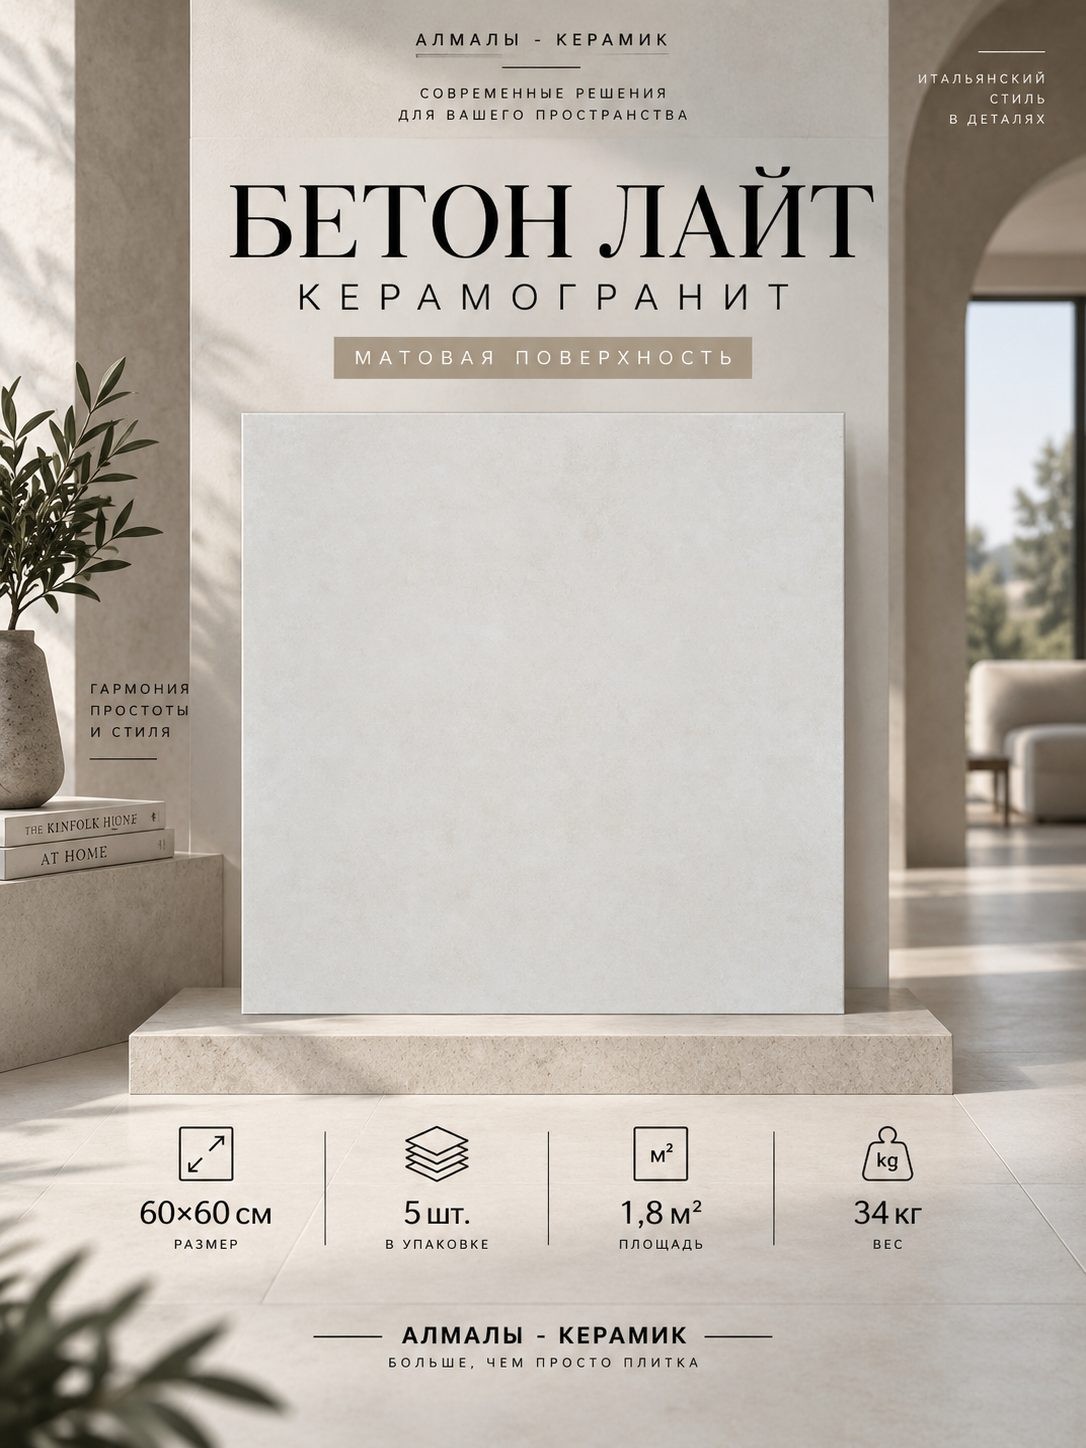 АЛМАЛЫ - КЕРАМИК
СОВРЕМЕННЫЕ РЕШЕНИЯ
ДЛЯ ВАШЕГО ПРОСТРАНСТВА
ИТАЛЬЯНСКИЙ
СТИЛЬ
В ДЕТАЛЯХ
БЕТОН ЛАЙТ
КЕРАМОГРАНИТ
МАТОВАЯ ПОВЕРХНОСТЬ
ГАРМОНИЯ
ПРОСТОТЫ
И СТИЛЯ
THE KINFOLK
AT HOME
м²
kg
60×60 см
5 шт.
1,8 м²
34 кг
РАЗМЕР
В УПАКОВКЕ
ПЛОЩАДЬ
ВЕС
АЛМАЛЫ - КЕРАМИК
БОЛЬШЕ, ЧЕМ ПРОСТО ПЛИТКА